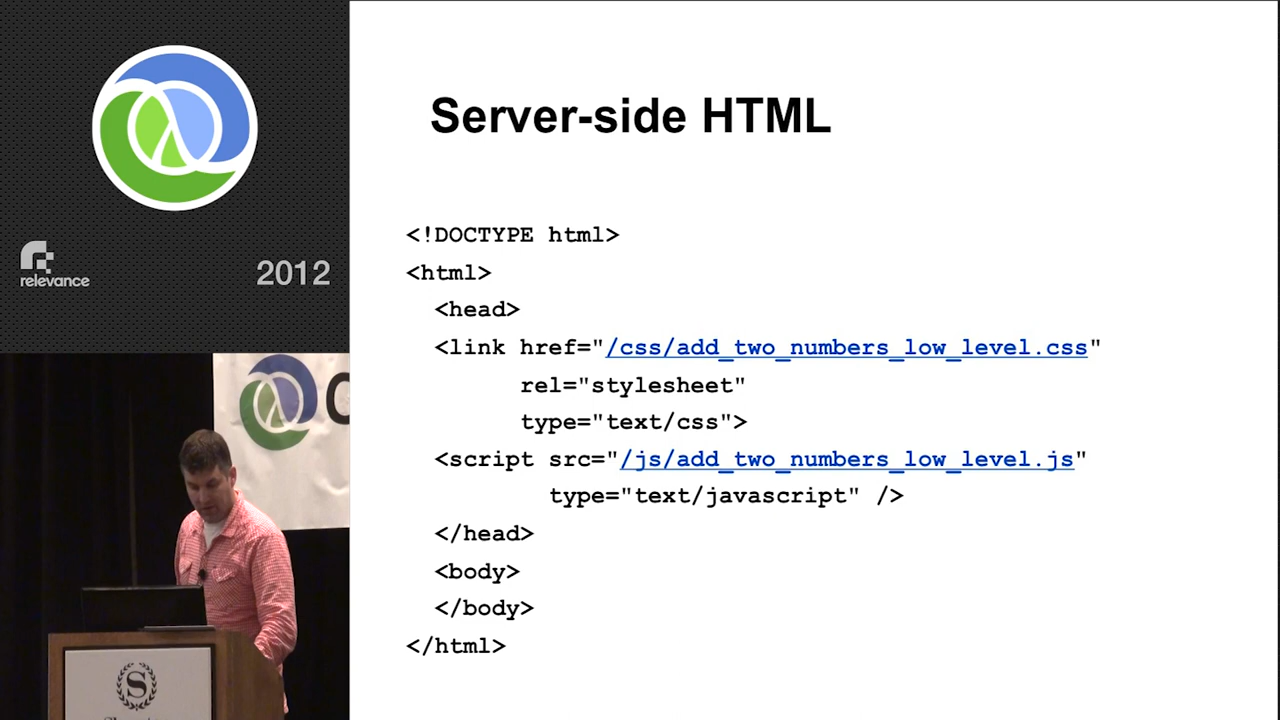 relevance
2012
Server-side HTML
<!DOCTYPE html>
<html>
<head>
<link href="/css/add_two_numbers_low_level.css"
rel="stylesheet"
type="text/css">
<script src="/js/add_two_numbers_low_level.js"
type="text/javascript" />
</head>
<body>
</body>
</html>
C
S